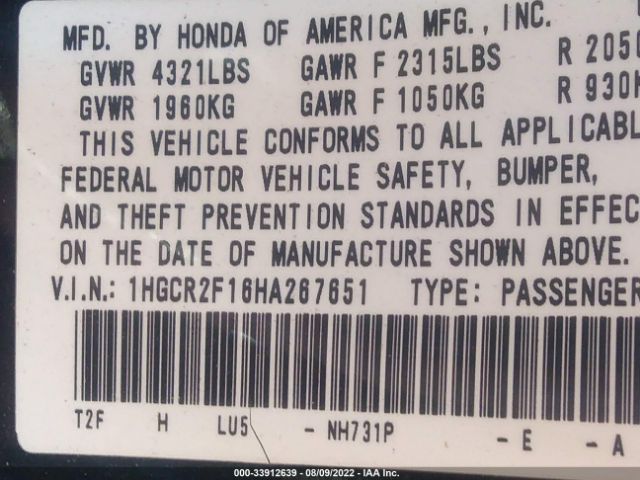 MFD. BY HONDA OF AMERICA MFG., INC.
GVWR 4321LBS GAWR F 2315LBS R 2050
GVWR 1960KG GAWR F 1050KG R 930K
THIS VEHICLE CONFORMS TO ALL APPLICABL
FEDERAL MOTOR VEHICLE SAFETY, BUMPER,
AND THEFT PREVENTION STANDARDS IN EFFEC
ON THE DATE OF MANUFACTURE SHOWN ABOVE.
V.I.N.: 1HGCR2F16HA267651 TYPE: PASSENGER
T2F H LU5 - NH731P - E - A
000-33912639 - 08/09/2022 - IAA Inc.